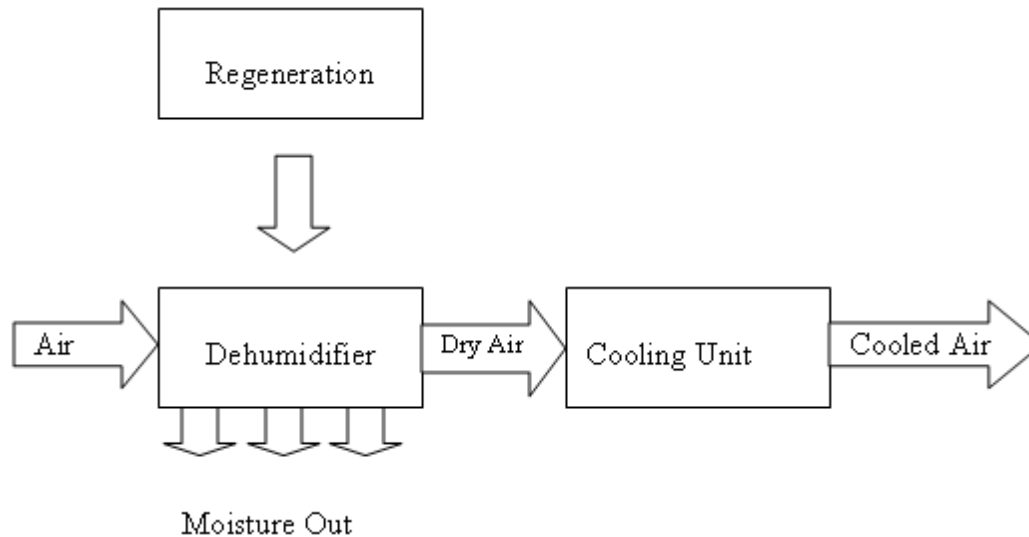 Regeneration
Air
Dehumidifier
Dry Air
Cooling Unit
Cooled Air
Moisture Out